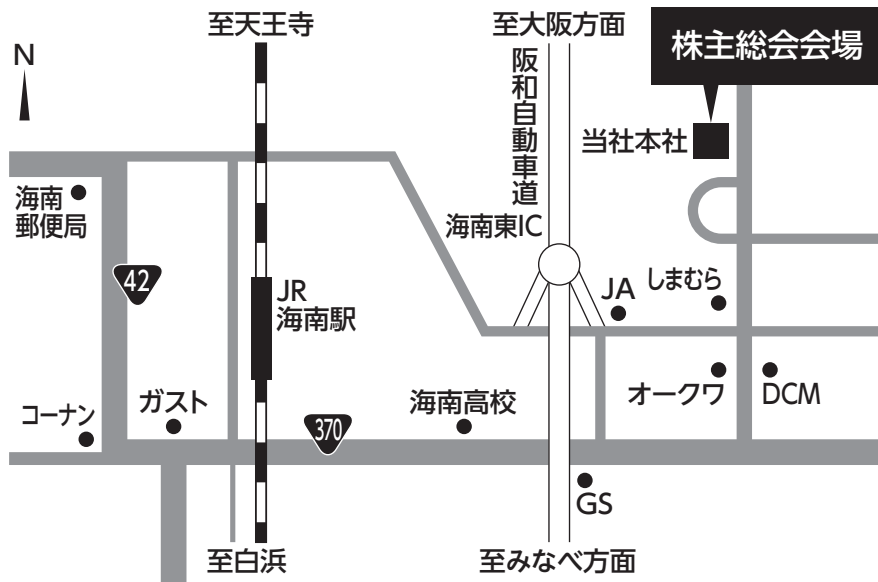 至天王寺
至大阪方面
株主総会会場
N
阪和自動車道
当社本社
海南
郵便局
海南東IC
42
JR
海南駅
JA
しまむら
コーナン
ガスト
370
海南高校
オークワ
DCM
GS
至白浜
至みなべ方面